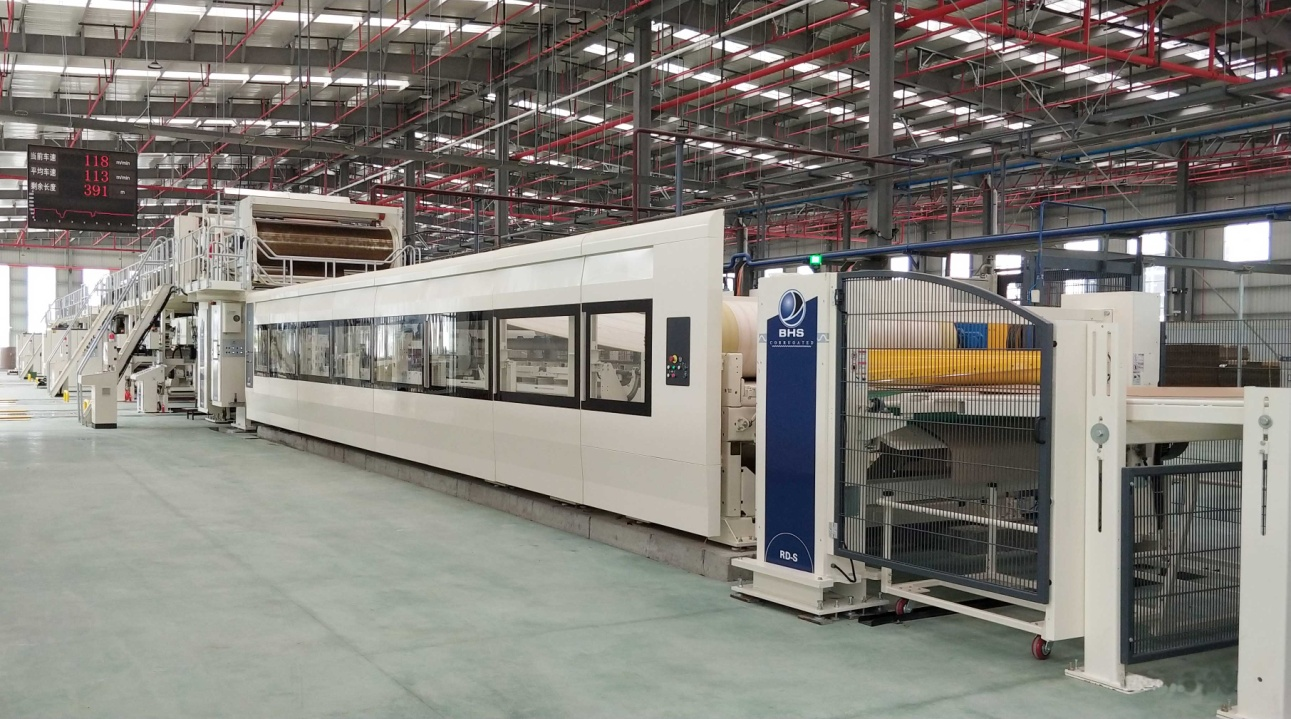 当前车速 118 m/min
平均车速 113 m/min
剩余长度 391 m
BHS
CORRUGATED
RD-S